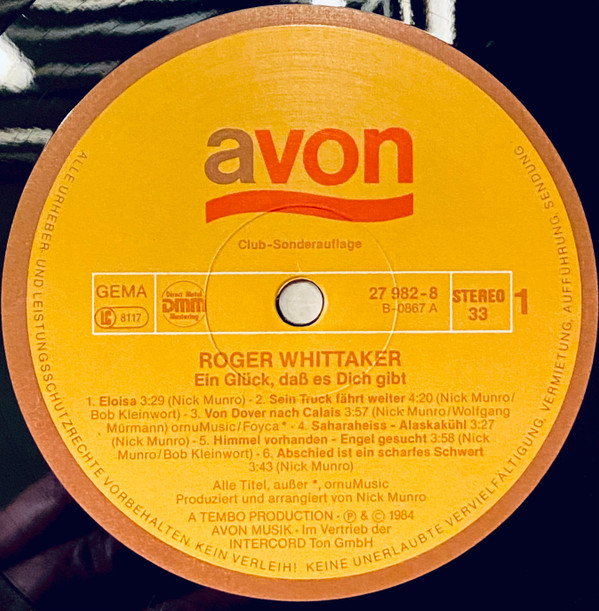 avon
Club-Sonderauflage
GEMA
LC 8117
Direct Metal
DMM
Mastering
27 982-8
B-0867 A
STEREO
33
1
ROGER WHITTAKER
Ein Glück, daß es Dich gibt
1. Eloisa 3:29 (Nick Munro) - 2. Sein Truck fährt weiter 4:20 (Nick Munro/
Bob Kleinwort) - 3. Von Dover nach Calais 3:57 (Nick Munro/Wolfgang
Mürmann) ornuMusic/Foyca* - 4. Saharaheiss - Alaskakühl 3:27
(Nick Munro) - 5. Himmel vorhanden - Engel gesucht 3:58 (Nick
Munro/Bob Kleinwort) - 6. Abschied ist ein scharfes Schwert
3:43 (Nick Munro)
Alle Titel, außer *, ornuMusic
Produziert und arrangiert von Nick Munro
A TEMBO PRODUCTION - Ⓟ & © 1984
AVON MUSIK - Im Vertrieb der
INTERCORD Ton GmbH
ALLE URHEBER- UND LEISTUNGSSCHUTZRECHTE VORBEHALTEN. KEIN VERLEIH! KEINE UNERLAUBTE VERVIELFÄLTIGUNG, VERMIETUNG, AUFFÜHRUNG, SENDUNG